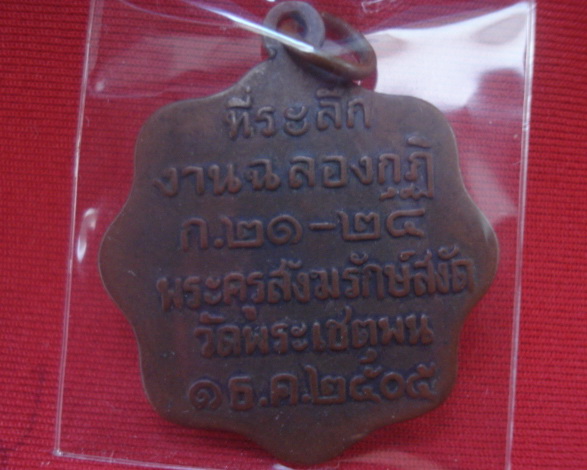 ที่ระลึก
งานฉลองกุฏิ
ก.๒๑-๒๔
พระครูสังฆรักษ์สงัด
วัดพระเชตุพน
๑ ธ.ค.๒๕๐๕